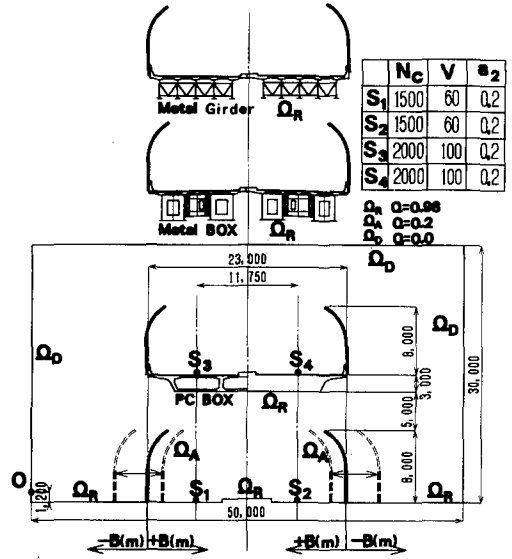 Metal Girder Ω_R
N_C V a_2
S_1 1500 60 0.2
S_2 1500 60 0.2
S_3 2000 100 0.2
S_4 2000 100 0.2
Metal BOX Ω_R
Ω_R α=0.96
Ω_A α=0.2
Ω_D α=0.0
Ω_D
23,000
11,750
Ω_D
Ω_D
S_3 S_4
8,000
3,000
30,000
PC BOX Ω_R
5,000
Ω_A Ω_A
8,000
O
Ω_R S_1 Ω_R S_2 Ω_R
1,200
50,000
-B(m) +B(m) +B(m) -B(m)